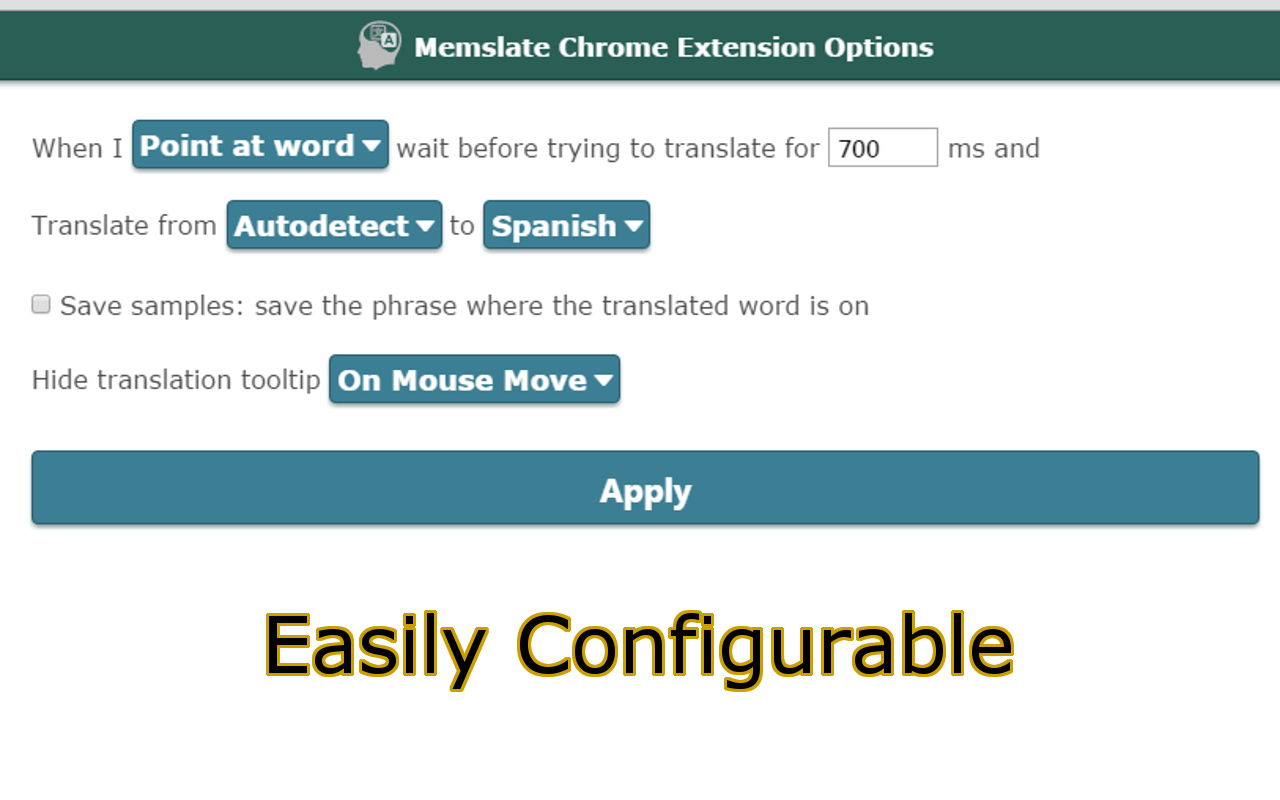 Memslate Chrome Extension Options
When I Point at word wait before trying to translate for 700 ms and
Translate from Autodetect to Spanish
Save samples: save the phrase where the translated word is on
Hide translation tooltip On Mouse Move
Apply
Easily Configurable